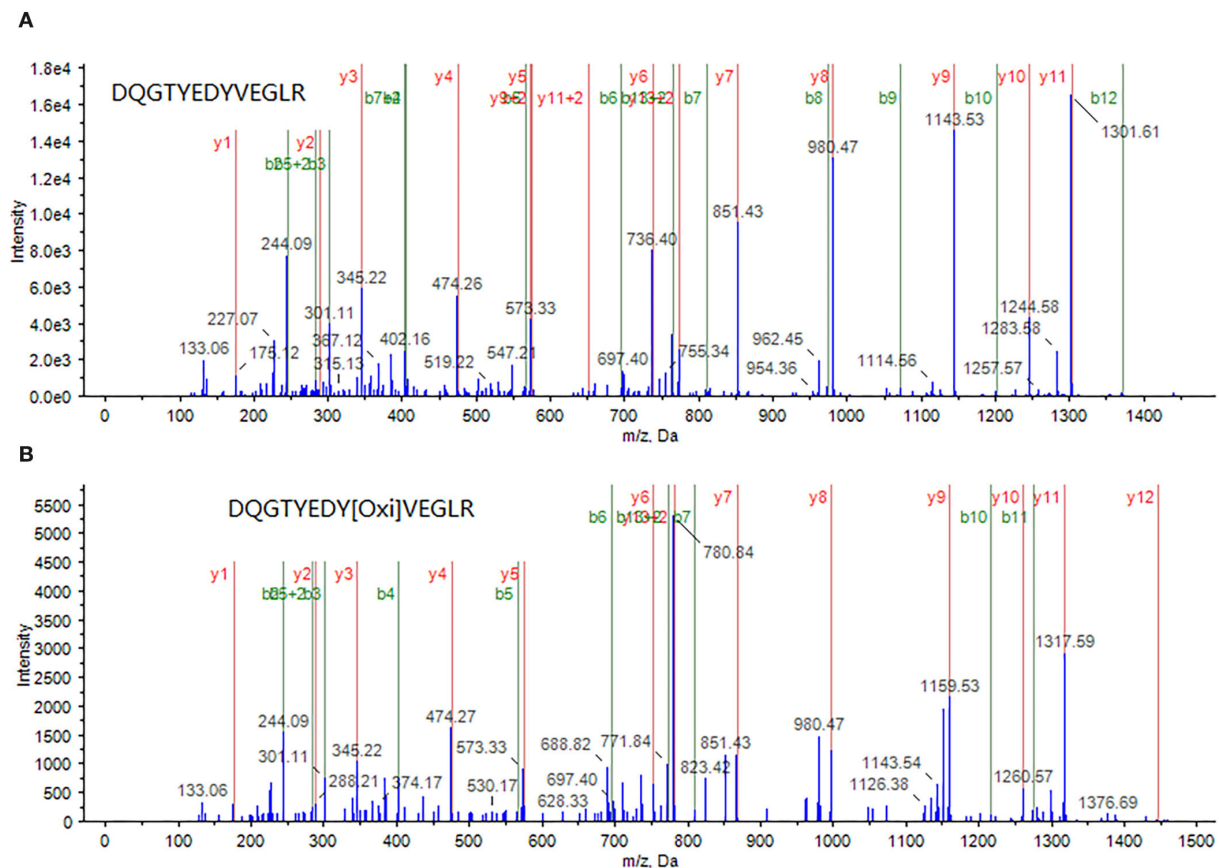 A
DQGTYEDYVEGLR
y3 y4 y5 y6 y7 y8 y9 y10 y11
b6 b7 b8 b9 b10 b12
y11+2
y1 y2
b3
1.8e4
1.6e4
1.4e4
1.2e4
1.0e4
8.0e3
6.0e3
4.0e3
2.0e3
0.0e0
Intensity
1301.61
1143.53
980.47
851.43
736.40
244.09
345.22
474.26
573.33
301.11
227.07
367.12
402.16
1244.58
1283.58
133.06
175.12
315.13
519.22
547.21
697.40
755.34
962.45
954.36
1114.56
1257.57
0 100 200 300 400 500 600 700 800 900 1000 1100 1200 1300 1400
m/z, Da
B
DQGTYEDY[Oxi]VEGLR
y6 y7 y8 y9 y10 y11 y12
b6 b7 b10 b11
y1 y2 y3 y4 y5
b3 b4 b5
5500
5000
4500
4000
3500
3000
2500
2000
1500
1000
500
0
Intensity
780.84
1317.59
1159.53
244.09
474.27
980.47
301.11
345.22
573.33
688.82
771.84
851.43
1143.54
133.06
288.21
374.17
530.17
697.40
823.42
1126.38
1260.57
628.33
1376.69
0 100 200 300 400 500 600 700 800 900 1000 1100 1200 1300 1400 1500
m/z, Da